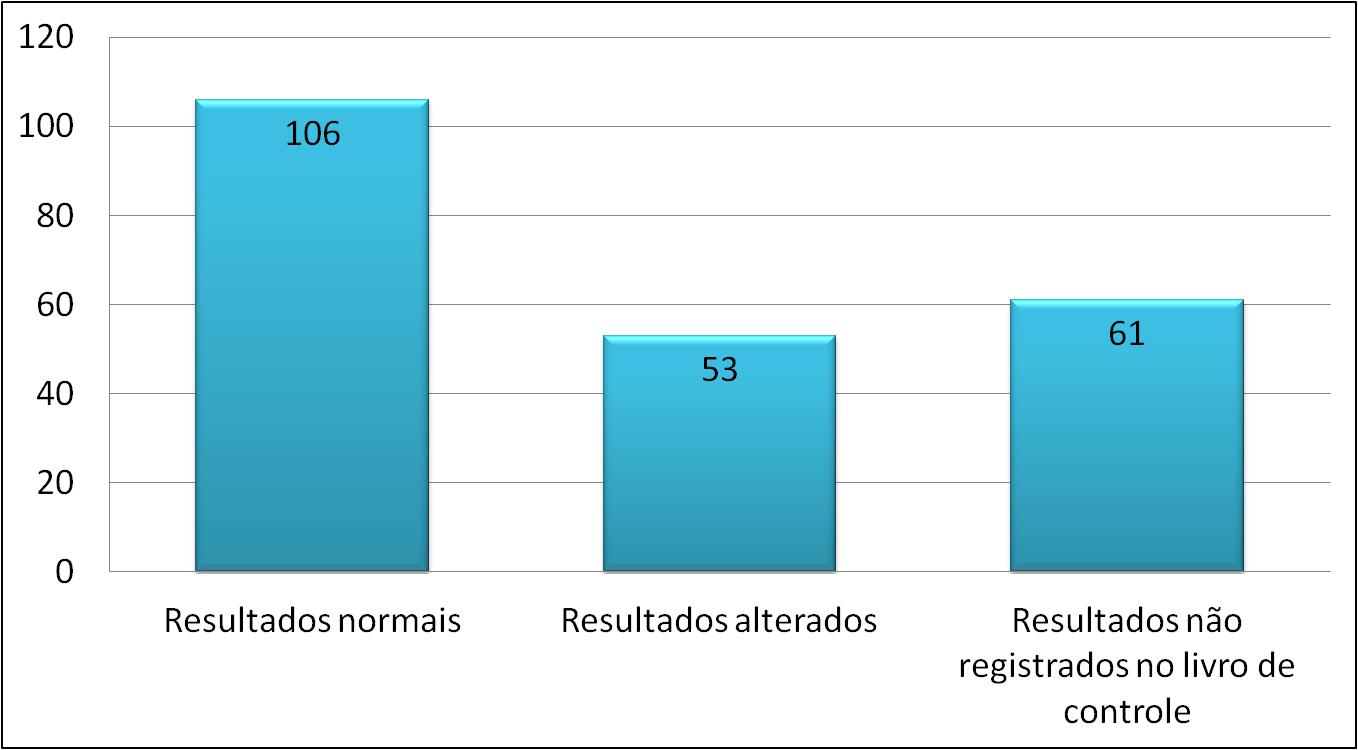 120
100
80
60
40
20
0
106
53
61
Resultados normais
Resultados alterados
Resultados não
registrados no livro de
controle